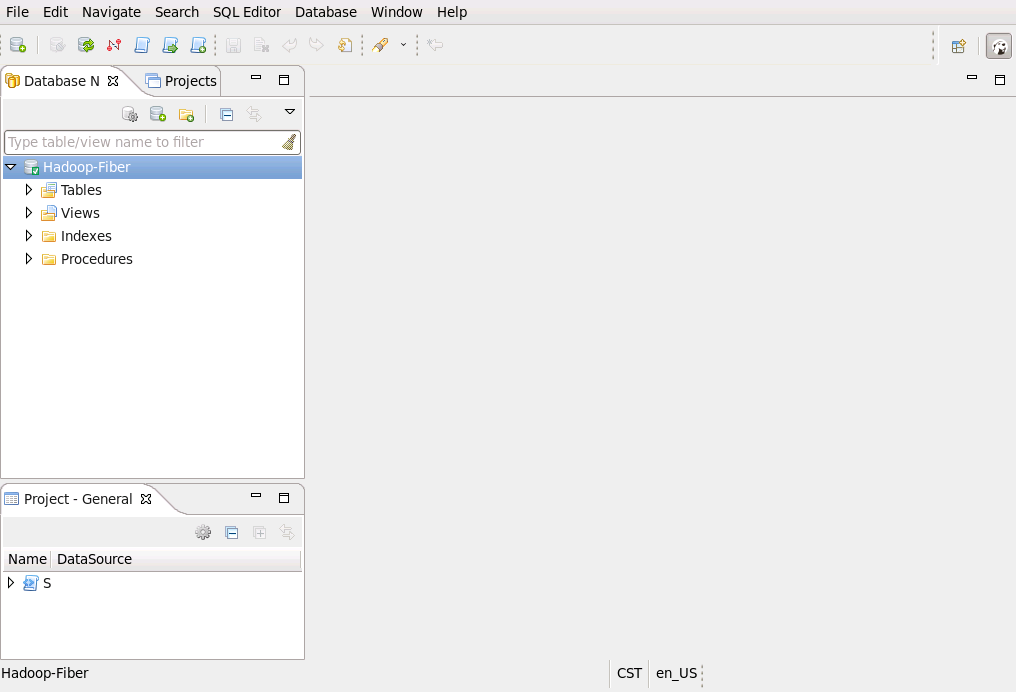 File Edit Navigate Search SQL Editor Database Window Help
Database N Projects
Type table/view name to filter
Hadoop-Fiber
Tables
Views
Indexes
Procedures
Project - General
Name DataSource
S
Hadoop-Fiber CST en_US